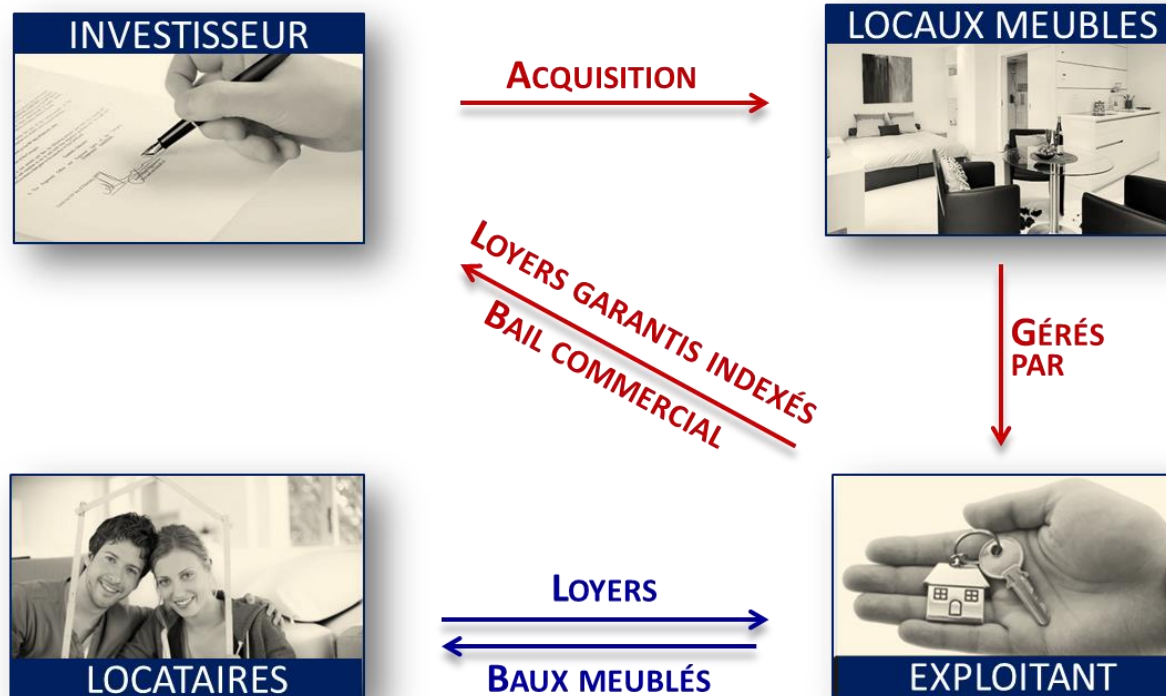 INVESTISSEUR
ACQUISITION
LOCAUX MEUBLES
LOYERS GARANTIS INDEXÉS
BAIL COMMERCIAL
GÉRÉS
PAR
LOCATAIRES
LOYERS
BAUX MEUBLÉS
EXPLOITANT